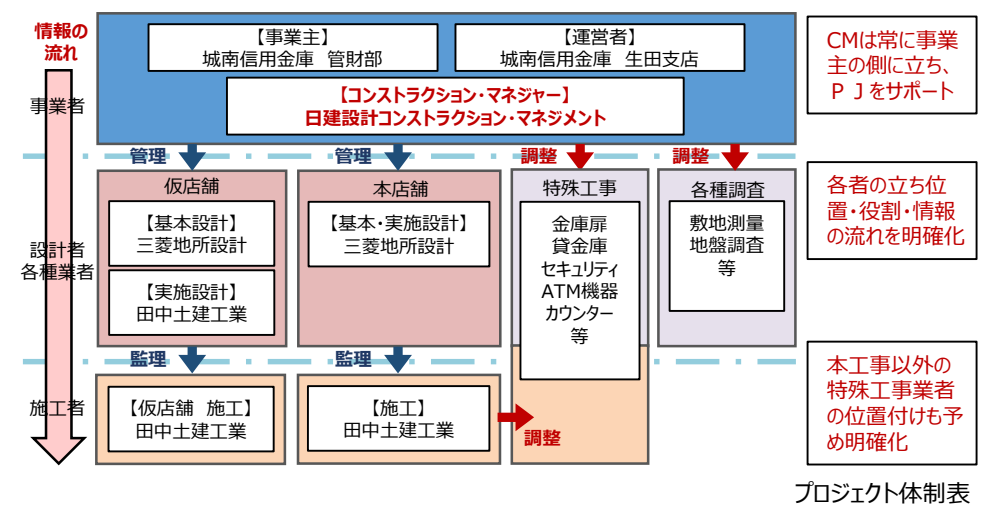 情報の
流れ
事業者
設計者
各種業者
施工者
【事業主】
城南信用金庫 管財部
【運営者】
城南信用金庫 生田支店
【コンストラクション・マネジャー】
日建設計コンストラクション・マネジメント
管理
管理
調整
調整
仮店舗
【基本設計】
三菱地所設計
【実施設計】
田中土建工業
本店舗
【基本・実施設計】
三菱地所設計
特殊工事
金庫扉
貸金庫
セキュリティ
ATM機器
カウンター
等
各種調査
敷地測量
地盤調査
等
監理
監理
【仮店舗 施工】
田中土建工業
【施工】
田中土建工業
調整
CMは常に事業
主の側に立ち、
ＰＪをサポート
各者の立ち位
置・役割・情報
の流れを明確化
本工事以外の
特殊工事業者
の位置付けも予
め明確化
プロジェクト体制表